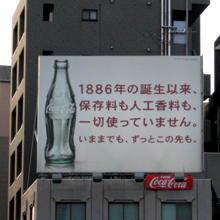 1886年の誕生以来、
保存料も人工香料も、
一切使っていません。
いままでも、ずっとこの先も。
Coca-Cola
Coca-Cola